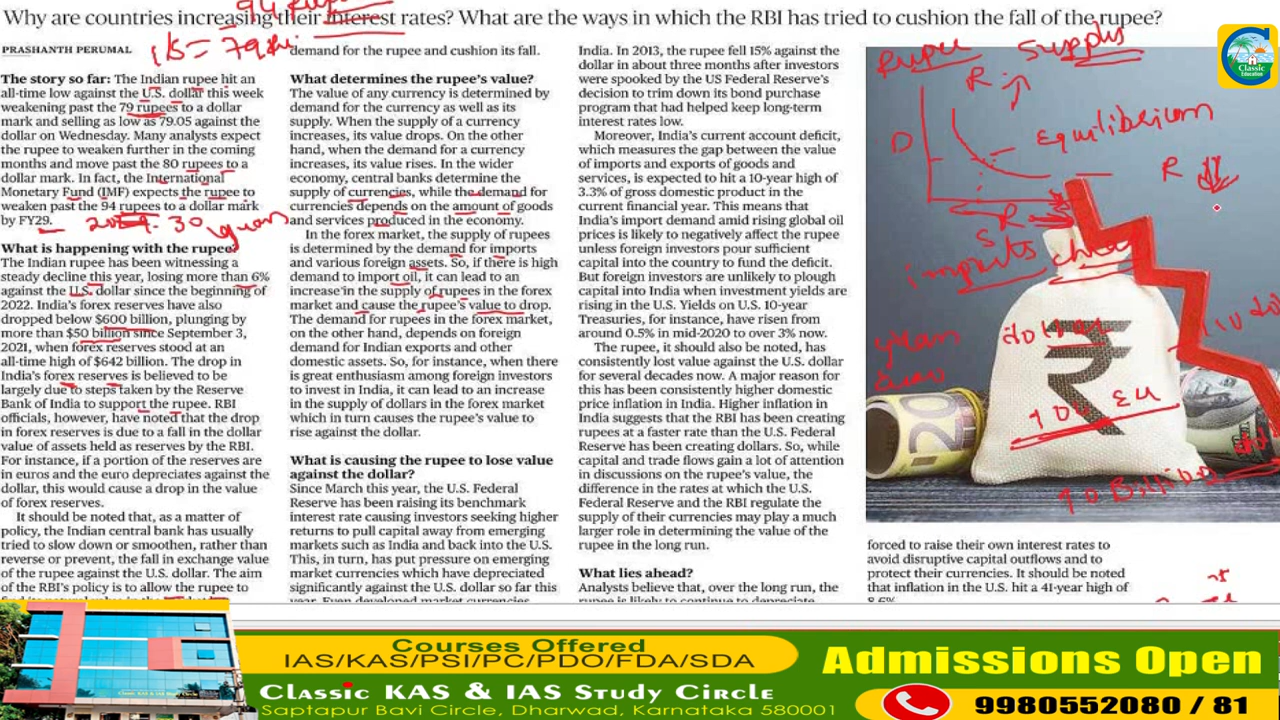 Why are countries increasing their interest rates? What are the ways in which the RBI has tried to cushion the fall of the rupee?
PRASHANTH PERUMAL
The story so far: The Indian rupee hit an
all-time low against the U.S. dollar this week
weakening past the 79 rupees to a dollar
mark and selling as low as 79.05 against the
dollar on Wednesday. Many analysts expect
the rupee to weaken further in the coming
months and move past the 80 rupees to a
dollar mark. In fact, the International
Monetary Fund (IMF) expects the rupee to
weaken past the 94 rupees to a dollar mark
by FY29.
What is happening with the rupee?
The Indian rupee has been witnessing a
steady decline this year, losing more than 6%
against the U.S. dollar since the beginning of
2022. India's forex reserves have also
dropped below $600 billion, plunging by
more than $50 billion since September 3,
2021, when forex reserves stood at an
all-time high of $642 billion. The drop in
India's forex reserves is believed to be
largely due to steps taken by the Reserve
Bank of India to support the rupee. RBI
officials, however, have noted that the drop
in forex reserves is due to a fall in the dollar
value of assets held as reserves by the RBI.
For instance, if a portion of the reserves are
in euros and the euro depreciates against the
dollar, this would cause a drop in the value
of forex reserves.
It should be noted that, as a matter of
policy, the Indian central bank has usually
tried to slow down or smoothen, rather than
reverse or prevent, the fall in exchange value
of the rupee against the U.S. dollar. The aim
of the RBI's policy is to allow the rupee to
demand for the rupee and cushion its fall.
What determines the rupee's value?
The value of any currency is determined by
demand for the currency as well as its
supply. When the supply of a currency
increases, its value drops. On the other
hand, when the demand for a currency
increases, its value rises. In the wider
economy, central banks determine the
supply of currencies, while the demand for
currencies depends on the amount of goods
and services produced in the economy.
In the forex market, the supply of rupees
is determined by the demand for imports
and various foreign assets. So, if there is high
demand to import oil, it can lead to an
increase in the supply of rupees in the forex
market and cause the rupee's value to drop.
The demand for rupees in the forex market,
on the other hand, depends on foreign
demand for Indian exports and other
domestic assets. So, for instance, when there
is great enthusiasm among foreign investors
to invest in India, it can lead to an increase
in the supply of dollars in the forex market
which in turn causes the rupee's value to
rise against the dollar.
What is causing the rupee to lose value
against the dollar?
Since March this year, the U.S. Federal
Reserve has been raising its benchmark
interest rate causing investors seeking higher
returns to pull capital away from emerging
markets such as India and back into the U.S.
This, in turn, has put pressure on emerging
market currencies which have depreciated
significantly against the U.S. dollar so far this
year. Even developed market currencies
India. In 2013, the rupee fell 15% against the
dollar in about three months after investors
were spooked by the US Federal Reserve's
decision to trim down its bond purchase
program that had helped keep long-term
interest rates low.
Moreover, India's current account deficit,
which measures the gap between the value
of imports and exports of goods and
services, is expected to hit a 10-year high of
3.3% of gross domestic product in the
current financial year. This means that
India's import demand amid rising global oil
prices is likely to negatively affect the rupee
unless foreign investors pour sufficient
capital into the country to fund the deficit.
But foreign investors are unlikely to plough
capital into India when investment yields are
rising in the U.S. Yields on U.S. 10-year
Treasuries, for instance, have risen from
around 0.5% in mid-2020 to over 3% now.
The rupee, it should also be noted, has
consistently lost value against the U.S. dollar
for several decades now. A major reason for
this has been consistently higher domestic
price inflation in India. Higher inflation in
India suggests that the RBI has been creating
rupees at a faster rate than the U.S. Federal
Reserve has been creating dollars. So, while
capital and trade flows gain a lot of attention
in discussions on the rupee's value, the
difference in the rates at which the U.S.
Federal Reserve and the RBI regulate the
supply of their currencies may play a much
larger role in determining the value of the
rupee in the long run.
What lies ahead?
Analysts believe that, over the long run, the
rupee is likely to continue to depreciate
forced to raise their own interest rates to
avoid disruptive capital outflows and to
protect their currencies. It should be noted
that inflation in the U.S. hit a 41-year high of
8.6%
Rupee Supply
R
D
Equilibrium
R
SR
imports
₹
20
10 Billion
Classic
Education
Courses Offered
IAS/KAS/PSI/PC/PDO/FDA/SDA
Classic KAS & IAS Study Circle
Saptapur Bavi Circle, Dharwad, Karnataka 580001
Admissions Open
9980552080 / 81